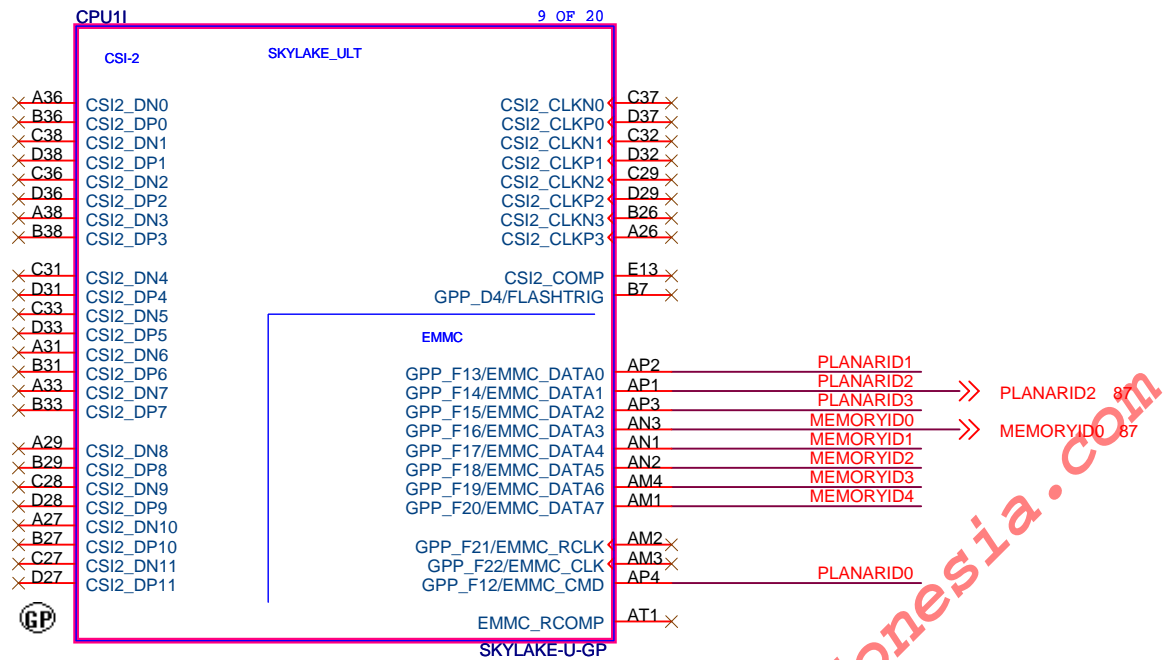 CPU1I 9 OF 20
CSI-2 SKYLAKE_ULT
A36 CSI2_DN0 CSI2_CLKN0 C37
B36 CSI2_DP0 CSI2_CLKP0 D37
C38 CSI2_DN1 CSI2_CLKN1 C32
D38 CSI2_DP1 CSI2_CLKP1 D32
C36 CSI2_DN2 CSI2_CLKN2 C29
D36 CSI2_DP2 CSI2_CLKP2 D29
A38 CSI2_DN3 CSI2_CLKN3 B26
B38 CSI2_DP3 CSI2_CLKP3 A26
C31 CSI2_DN4 CSI2_COMP E13
D31 CSI2_DP4 GPP_D4/FLASHTRIG B7
C33 CSI2_DN5
D33 CSI2_DP5 EMMC
A31 CSI2_DN6
B31 CSI2_DP6 GPP_F13/EMMC_DATA0 AP2 PLANARID1
A33 CSI2_DN7 GPP_F14/EMMC_DATA1 AP1 PLANARID2 PLANARID2 87
B33 CSI2_DP7 GPP_F15/EMMC_DATA2 AP3 PLANARID3
GPP_F16/EMMC_DATA3 AN3 MEMORYID0 MEMORYID0 87
A29 CSI2_DN8 GPP_F17/EMMC_DATA4 AN1 MEMORYID1
B29 CSI2_DP8 GPP_F18/EMMC_DATA5 AN2 MEMORYID2
C28 CSI2_DN9 GPP_F19/EMMC_DATA6 AM4 MEMORYID3
D28 CSI2_DP9 GPP_F20/EMMC_DATA7 AM1 MEMORYID4
A27 CSI2_DN10
B27 CSI2_DP10 GPP_F21/EMMC_RCLK AM2
C27 CSI2_DN11 GPP_F22/EMMC_CLK AM3
D27 CSI2_DP11 GPP_F12/EMMC_CMD AP4 PLANARID0
GP
EMMC_RCOMP AT1
SKYLAKE-U-GP
onesia.com